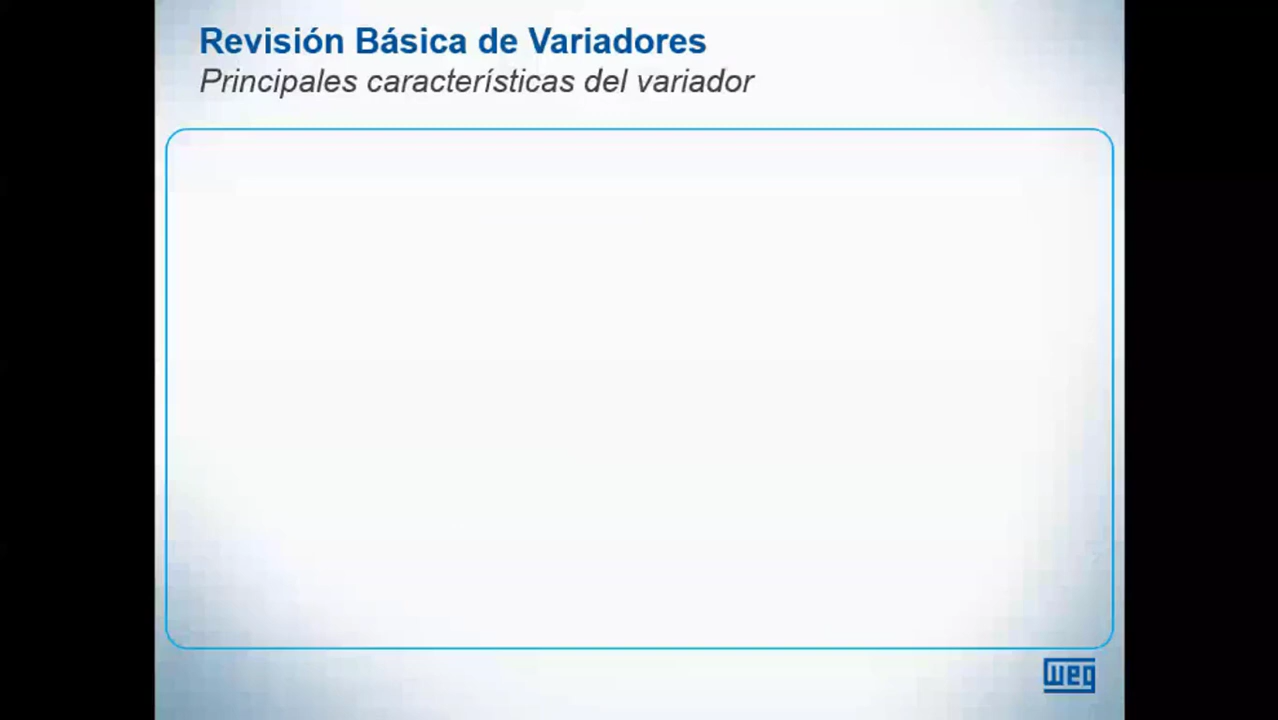 Revisión Básica de Variadores
Principales características del variador
weg